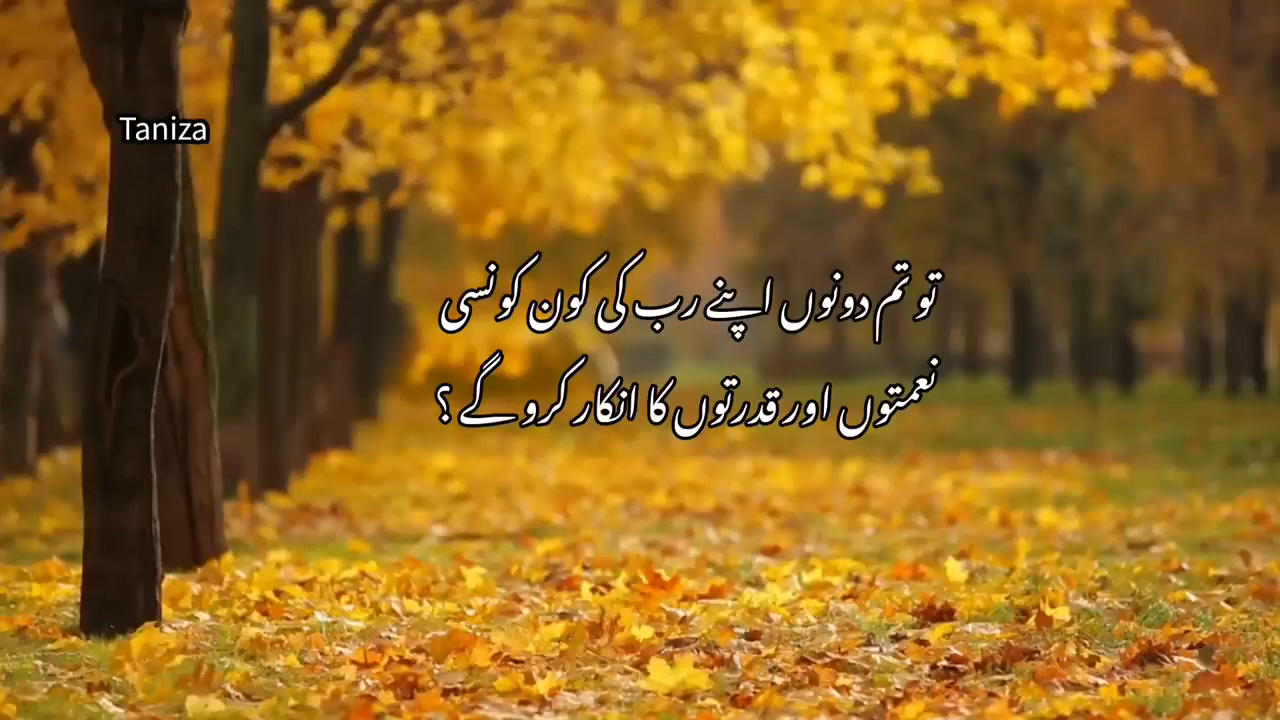 Taniza
تو تم دونوں اپنے رب کی کون کونسی
نعمتوں اور قدرتوں کا انکار کرو گے ؟